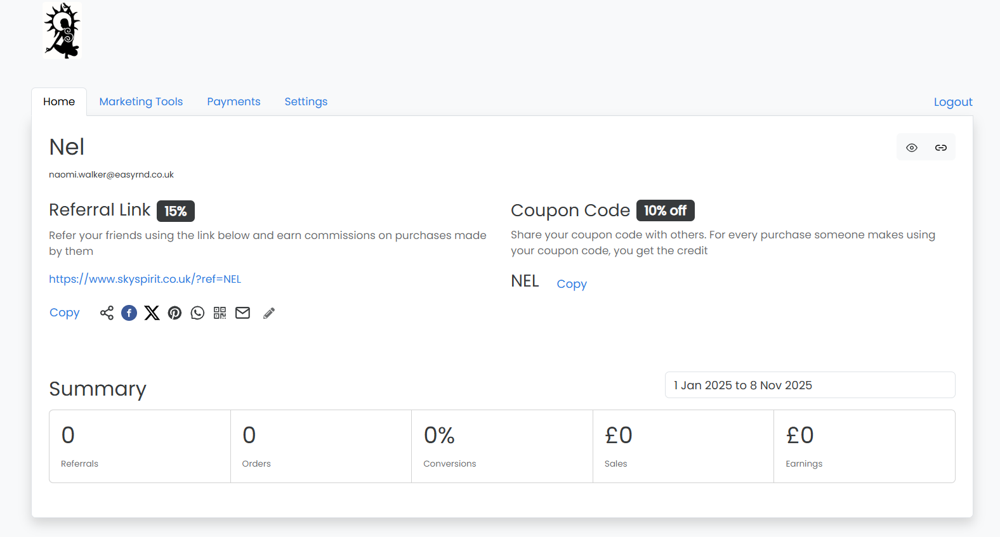 Home
Marketing Tools
Payments
Settings
Logout
Nel
naomi.walker@easyrnd.co.uk
Referral Link 15%
Refer your friends using the link below and earn commissions on purchases made
by them
https://www.skyspirit.co.uk/?ref=NEL
Copy
Coupon Code 10% off
Share your coupon code with others. For every purchase someone makes using
your coupon code, you get the credit
NEL Copy
Summary
1 Jan 2025 to 8 Nov 2025
0
Referrals
0
Orders
0%
Conversions
£0
Sales
£0
Earnings